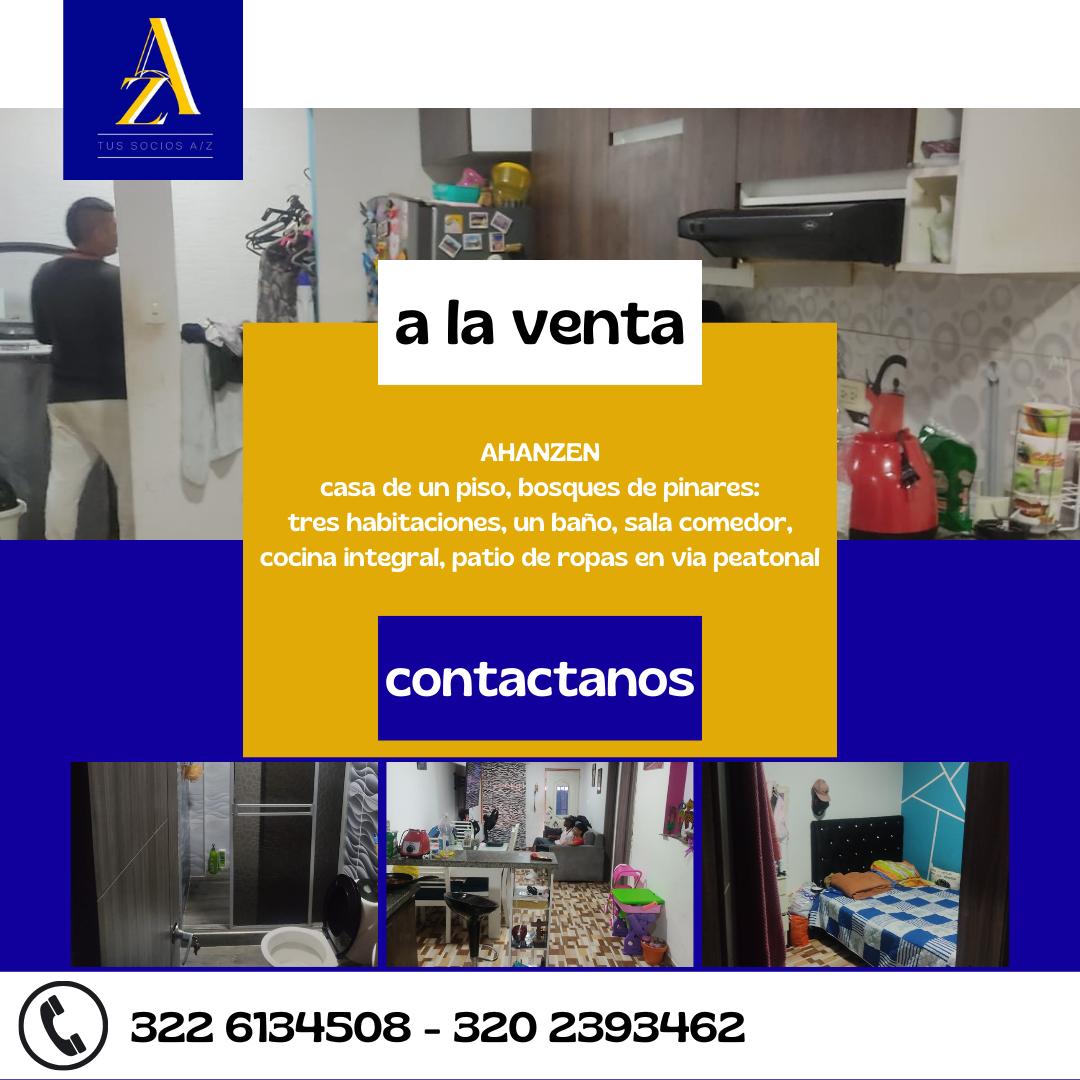 AZ
TUS SOCIOS A/Z
a la venta
AHANZEN
casa de un piso, bosques de pinares:
tres habitaciones, un baño, sala comedor,
cocina integral, patio de ropas en via peatonal
contactanos
322 6134508 - 320 2393462